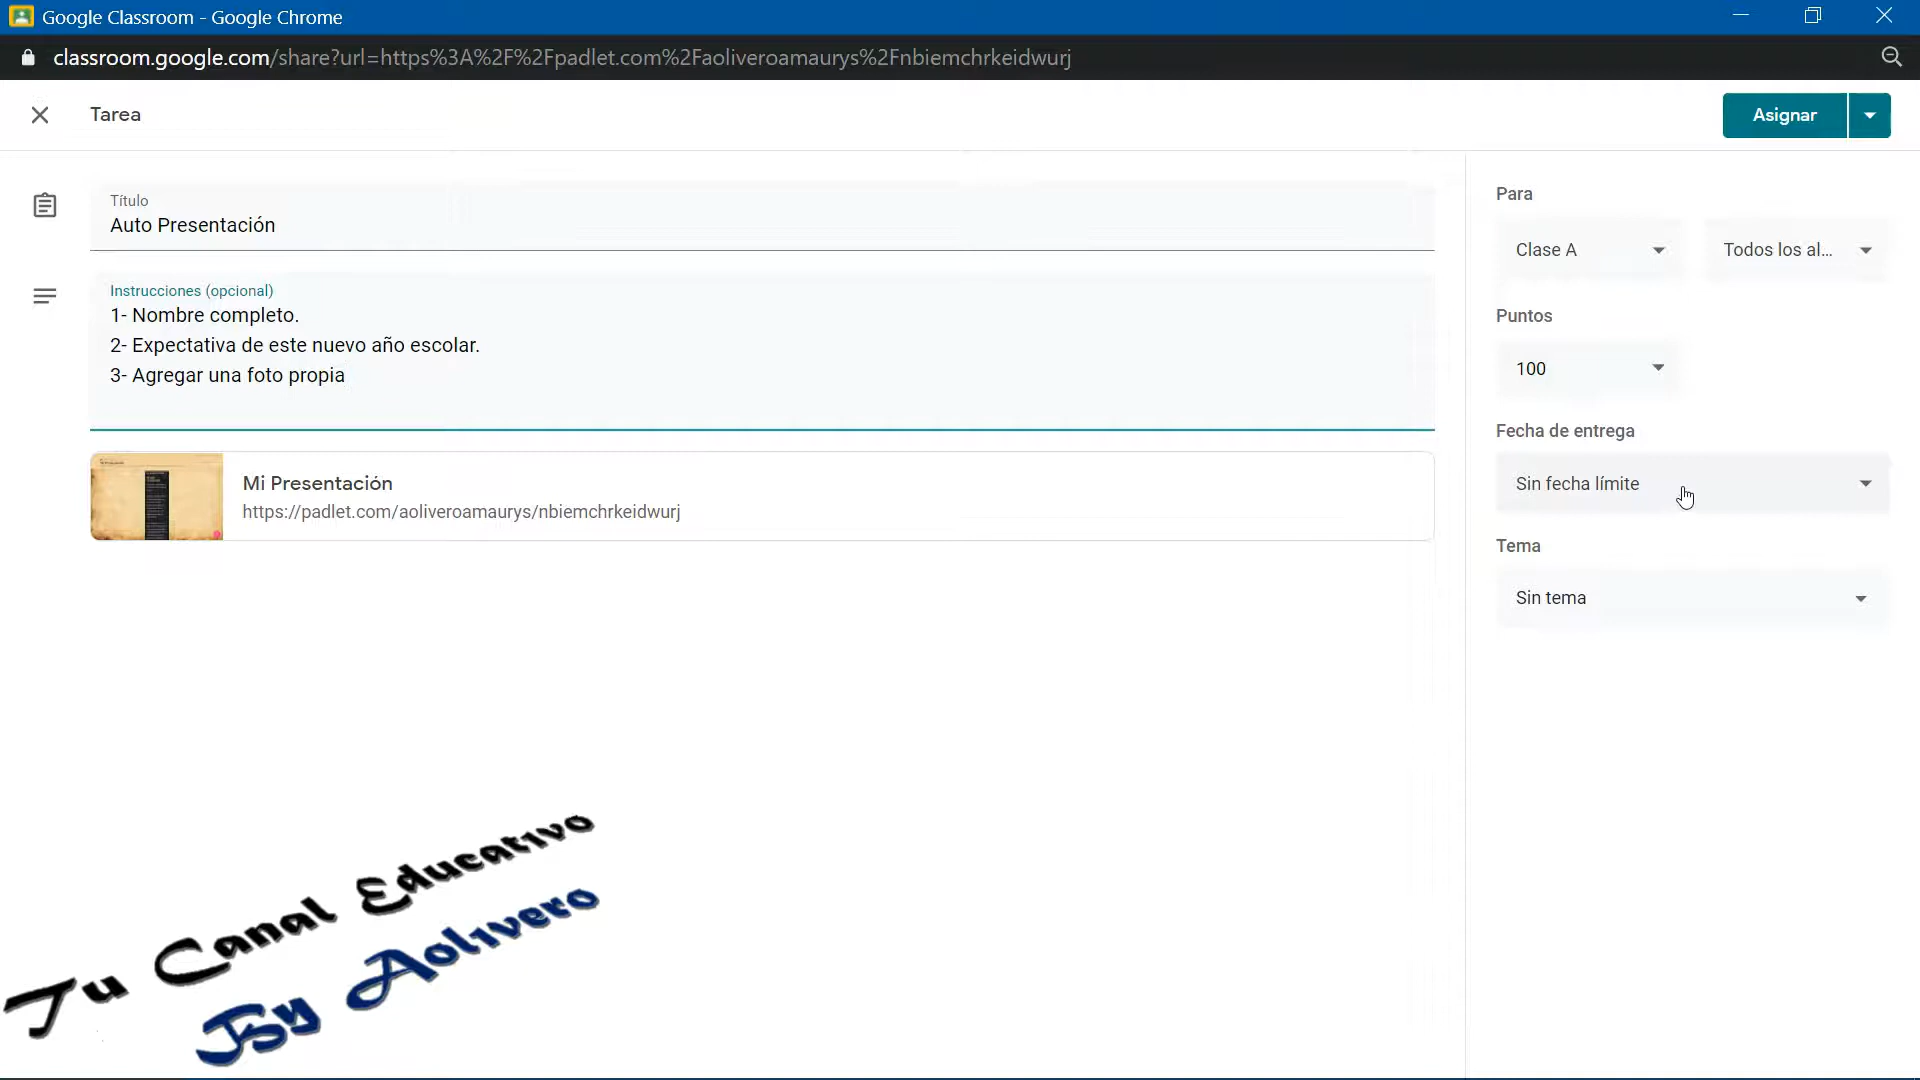 Google Classroom - Google Chrome
classroom.google.com/share?url=https%3A%2F%2Fpadlet.com%2Faoliveroamaurys%2Fnbiemchrkeidwurj
Tarea
Asignar
Título
Auto Presentación
Instrucciones (opcional)
1- Nombre completo.
2- Expectativa de este nuevo año escolar.
3- Agregar una foto propia
Mi Presentación
https://padlet.com/aoliveroamaurys/nbiemchrkeidwurj
Para
Clase A
Todos los al...
Puntos
100
Fecha de entrega
Sin fecha límite
Tema
Sin tema
Tu Canal Educativo
By Aolivero